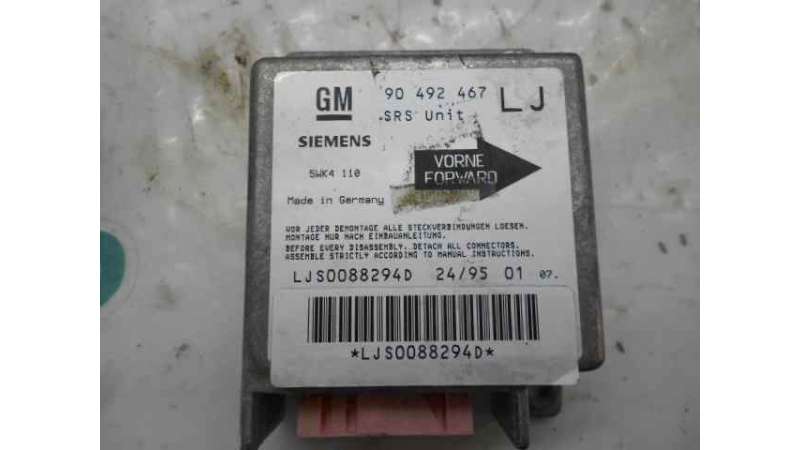 GM
90 492 467 LJ
SRS Unit
SIEMENS
5WK4 110
VORNE
FORWARD
Made in Germany
VOR JEDER DEMONTAGE ALLE STECKVERBINDUNGEN LOESEN.
MONTAGE NUR NACH EINBAUANLEITUNG.
BEFORE EVERY DISASSEMBLY, DETACH ALL CONNECTORS.
ASSEMBLE STRICTLY ACCORDING TO MANUAL INSTRUCTIONS.
LJS0088294D 24/95 01 07.
*LJS0088294D*